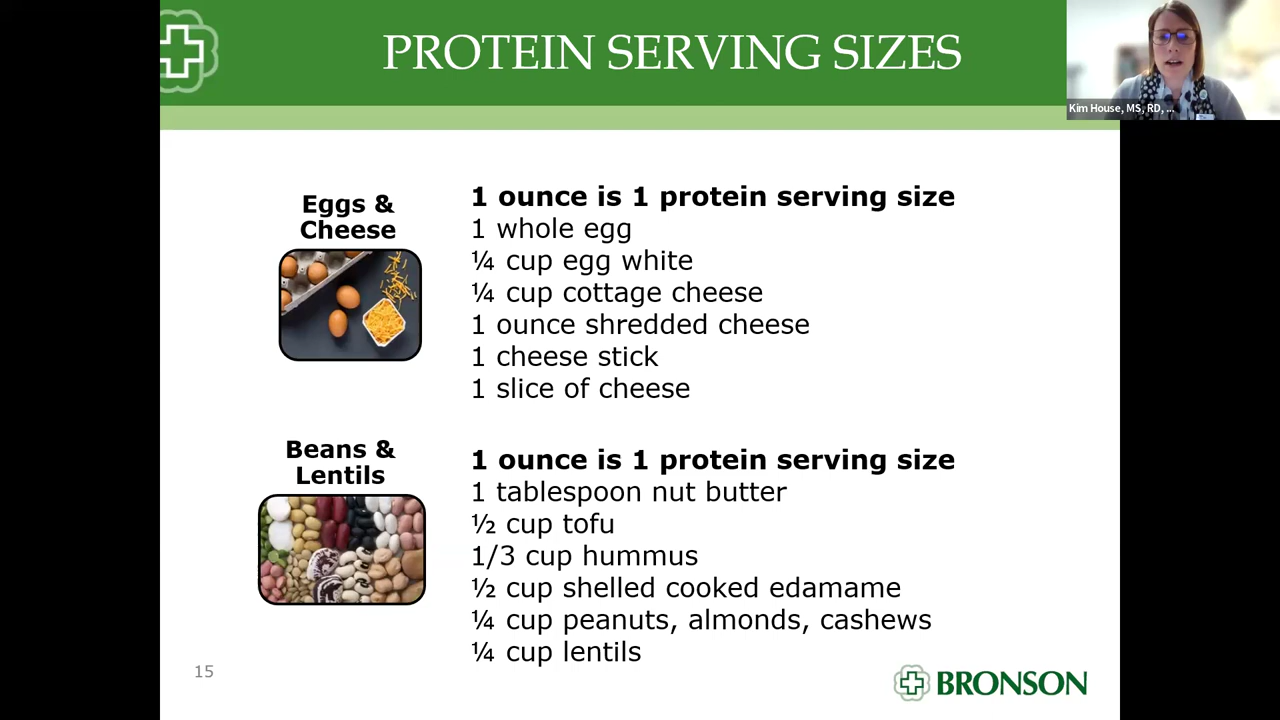 PROTEIN SERVING SIZES
Kim House, MS, RD, ...
Eggs &
Cheese
1 ounce is 1 protein serving size
1 whole egg
¼ cup egg white
¼ cup cottage cheese
1 ounce shredded cheese
1 cheese stick
1 slice of cheese
Beans &
Lentils
1 ounce is 1 protein serving size
1 tablespoon nut butter
½ cup tofu
1/3 cup hummus
½ cup shelled cooked edamame
¼ cup peanuts, almonds, cashews
¼ cup lentils
15
BRONSON